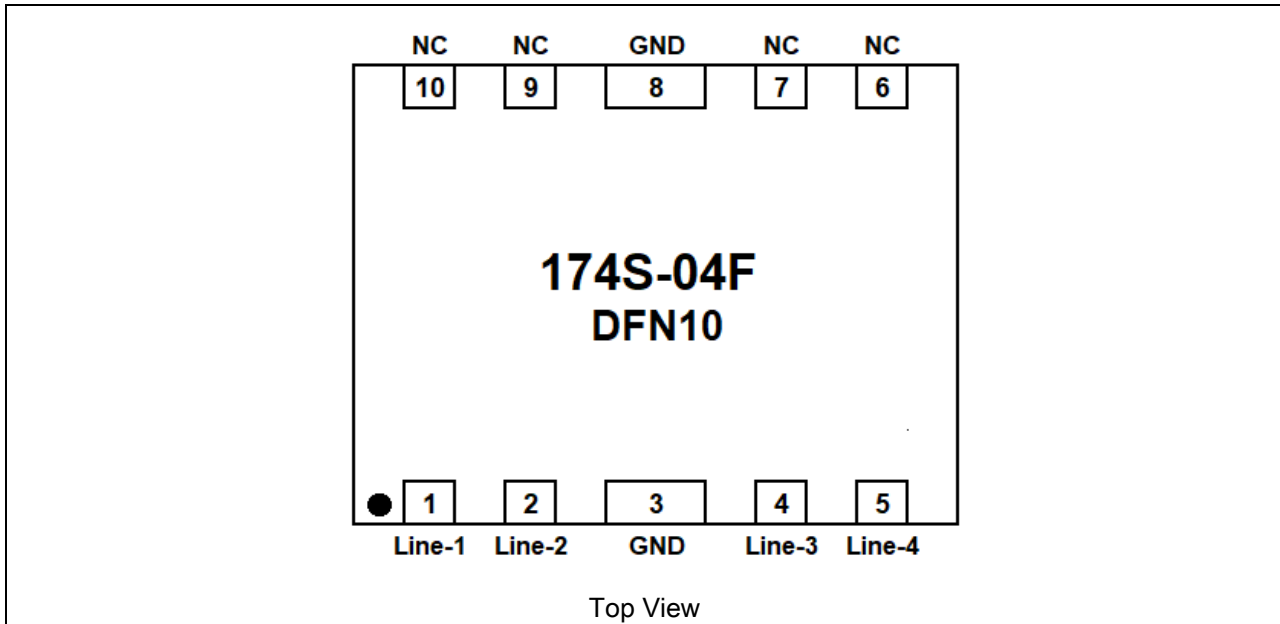 NC NC GND NC NC
10 9 8 7 6
174S-04F
DFN10
1 2 3 4 5
Line-1 Line-2 GND Line-3 Line-4
Top View